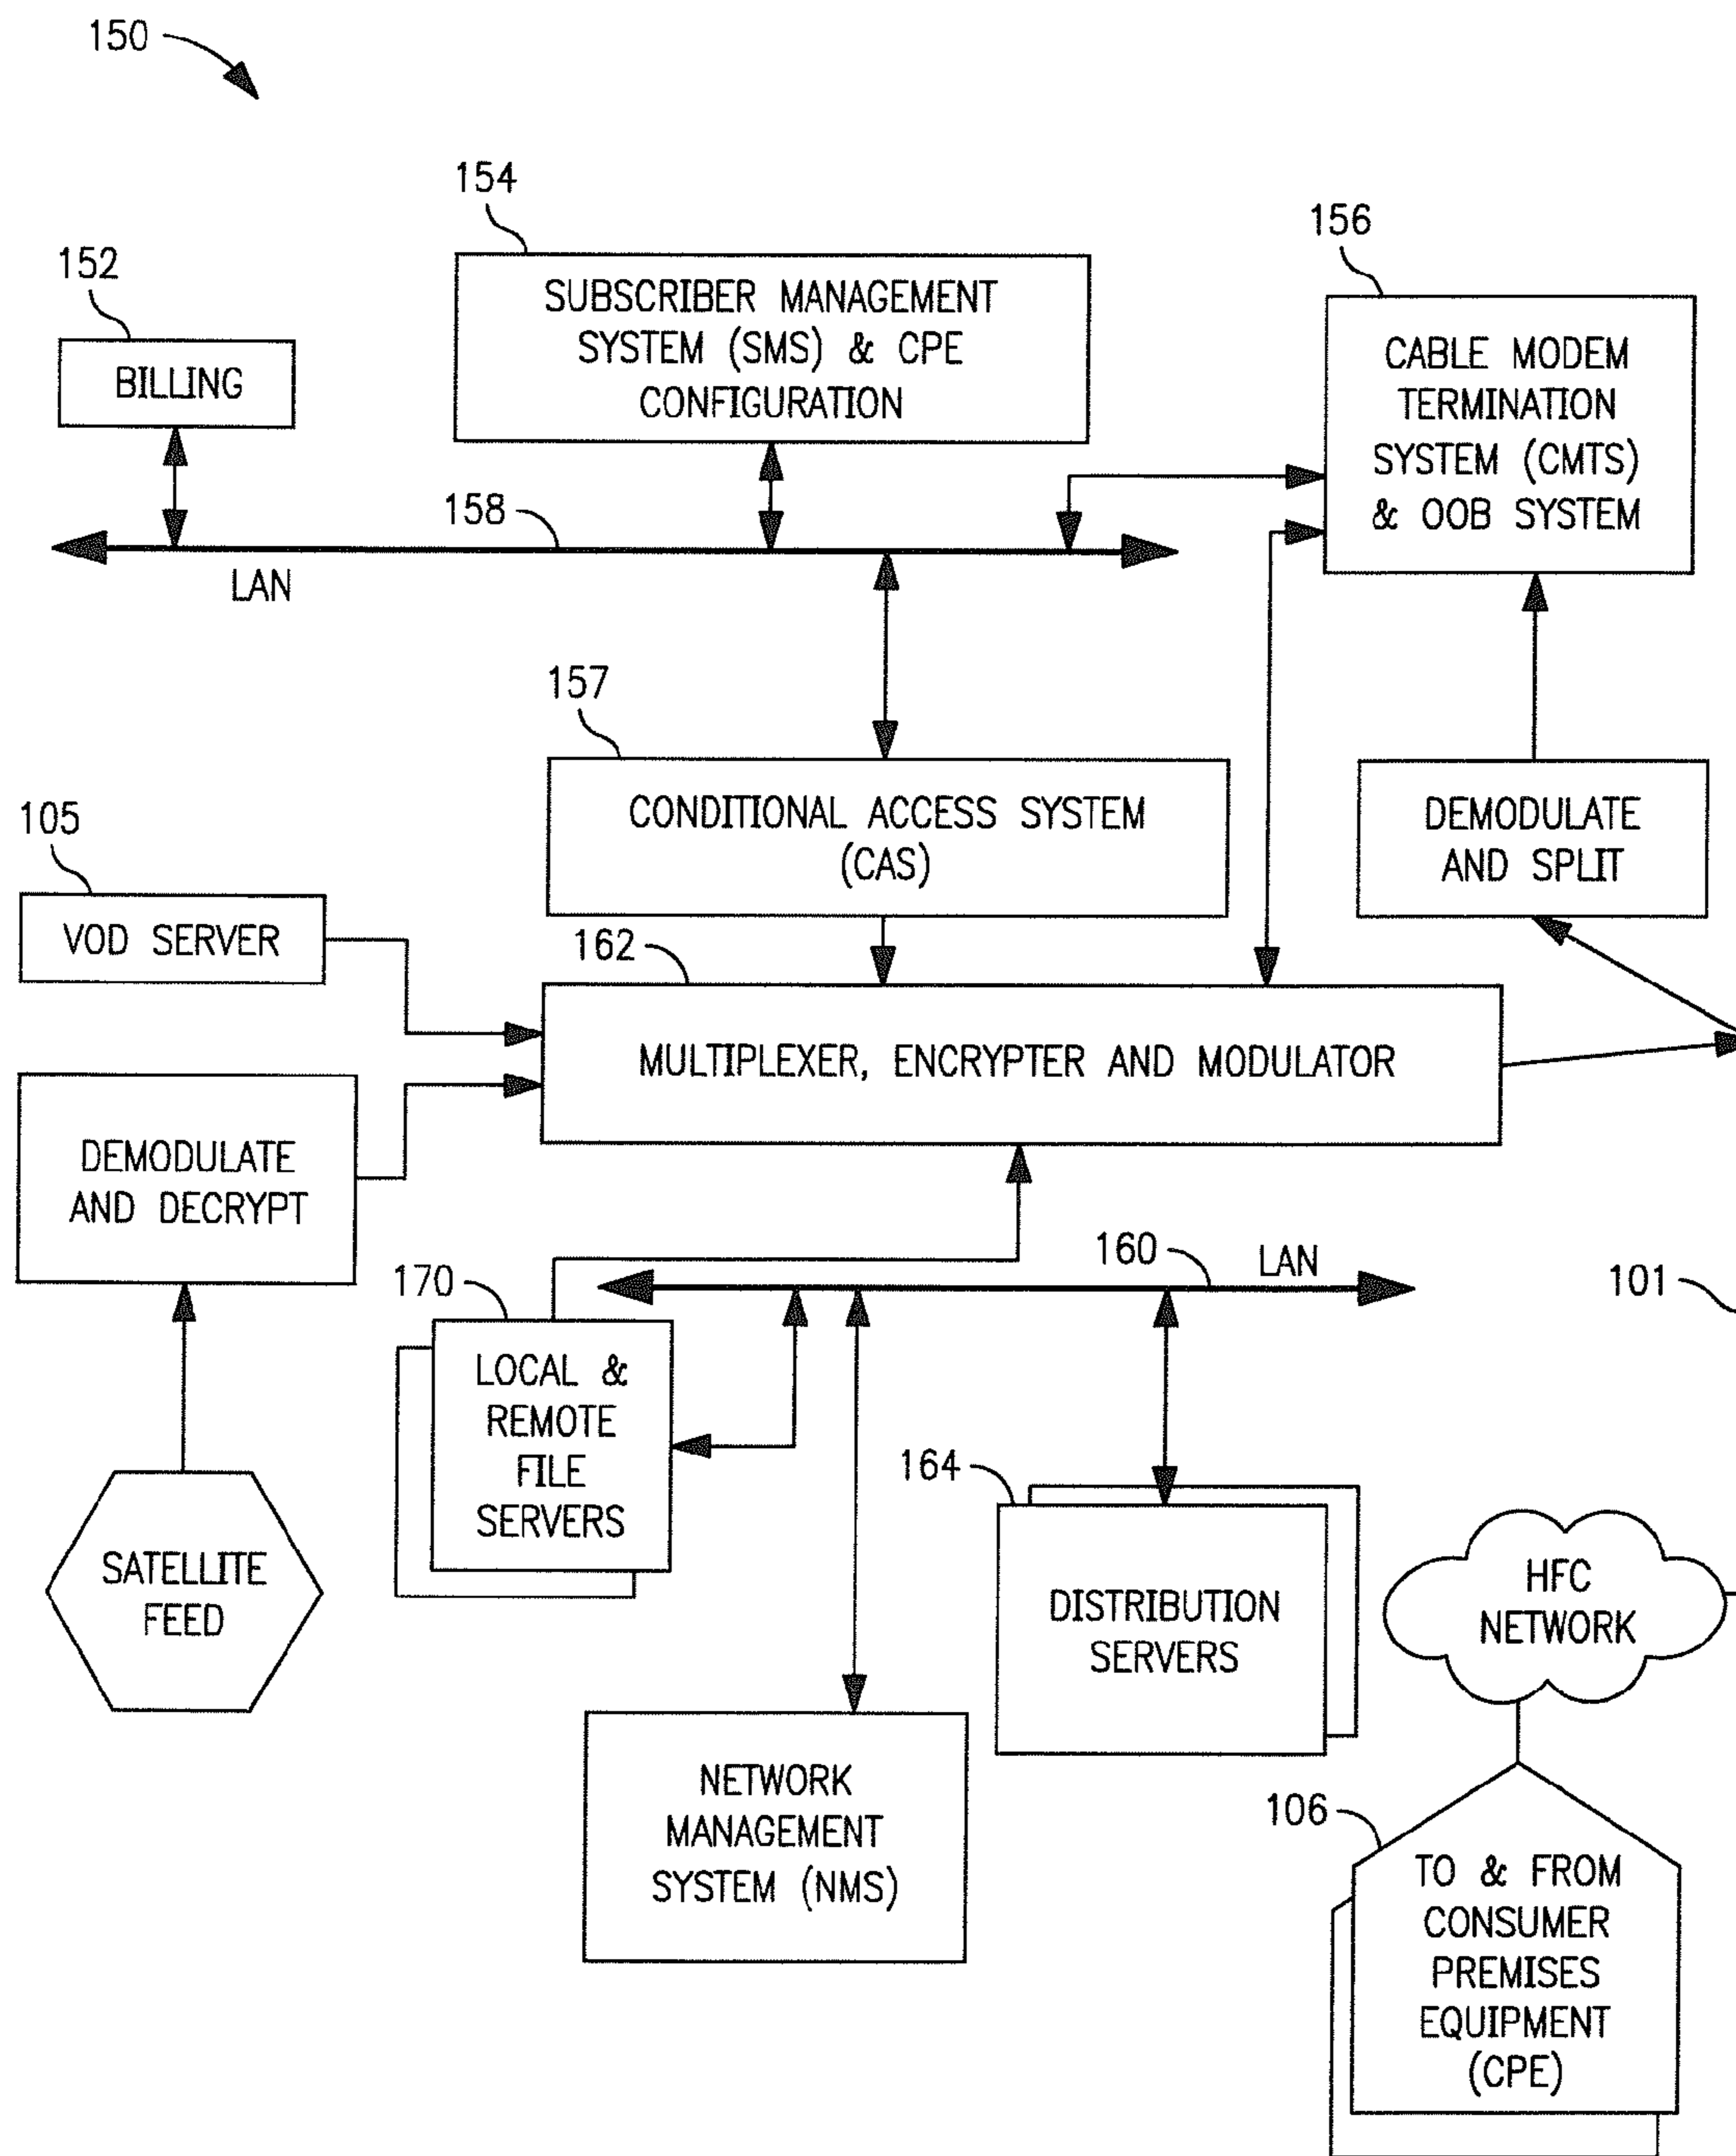 150
154
SUBSCRIBER MANAGEMENT
SYSTEM (SMS) & CPE
CONFIGURATION
156
CABLE MODEM
TERMINATION
SYSTEM (CMTS)
& OOB SYSTEM
152
BILLING
158
LAN
157
CONDITIONAL ACCESS SYSTEM
(CAS)
DEMODULATE
AND SPLIT
105
VOD SERVER
162
MULTIPLEXER, ENCRYPTER AND MODULATOR
DEMODULATE
AND DECRYPT
160
LAN
101
170
LOCAL &
REMOTE
FILE
SERVERS
SATELLITE
FEED
164
DISTRIBUTION
SERVERS
HFC
NETWORK
NETWORK
MANAGEMENT
SYSTEM (NMS)
106
TO & FROM
CONSUMER
PREMISES
EQUIPMENT
(CPE)